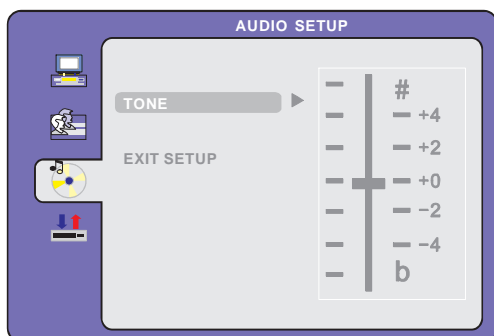 AUDIO SETUP
TONE
EXIT SETUP
#
+4
+2
+0
−2
−4
b